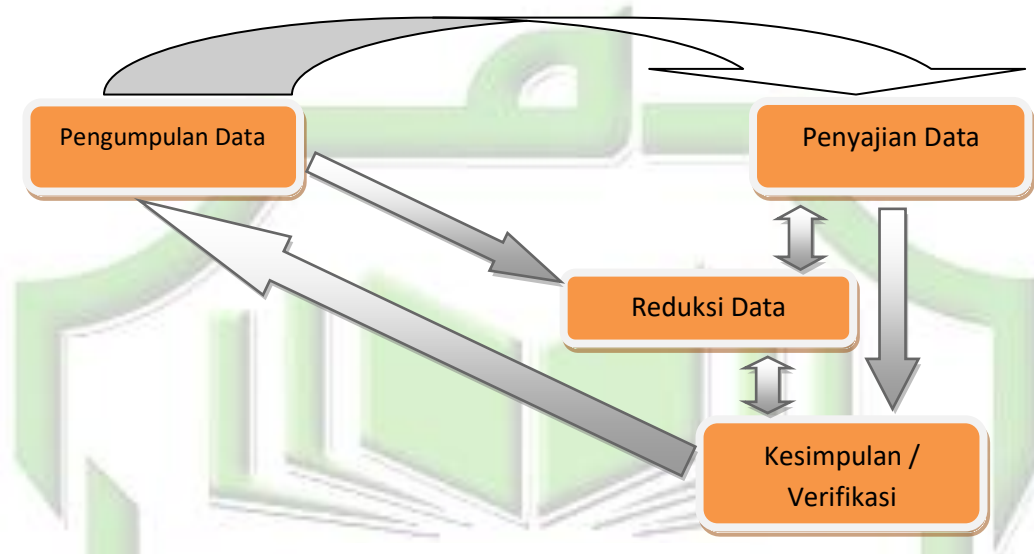 Pengumpulan Data
Penyajian Data
Reduksi Data
Kesimpulan /
Verifikasi